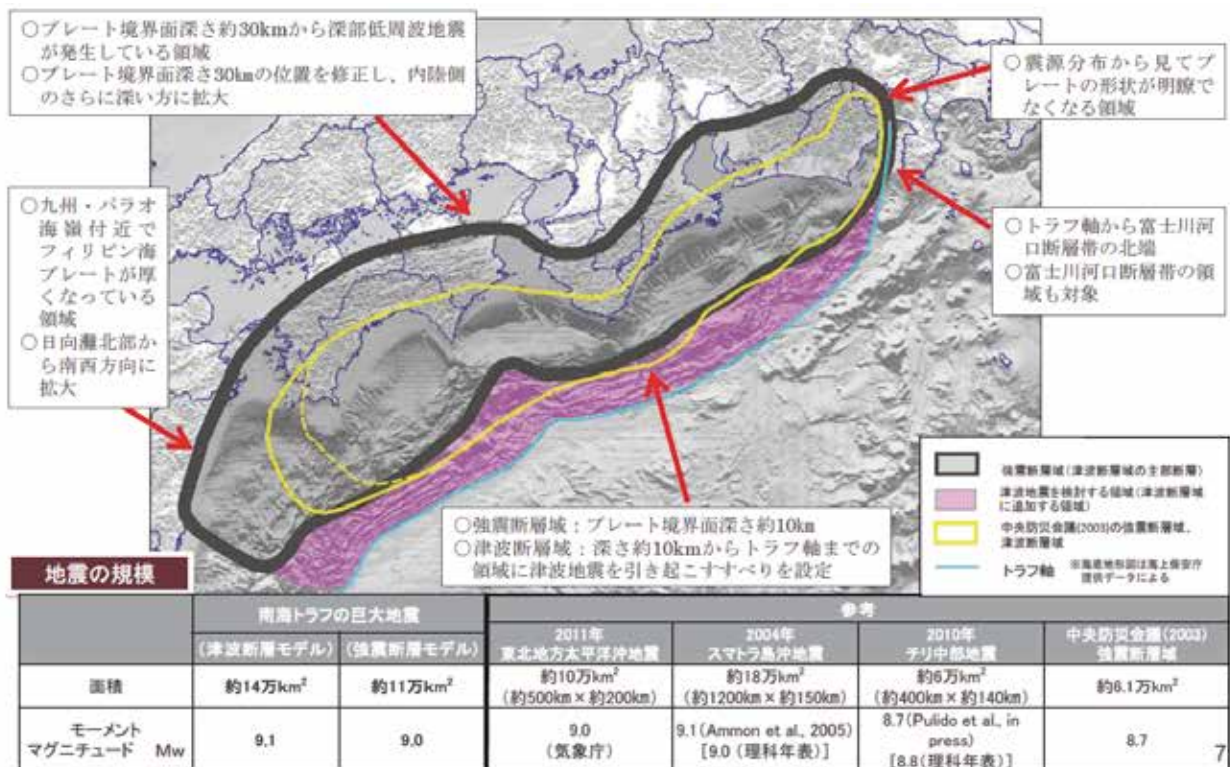 ○プレート境界面深さ約30kmから深部低周波地震
が発生している領域
○プレート境界面深さ30kmの位置を修正し、内陸側
のさらに深い方に拡大
○震源分布から見てプ
レートの形状が明瞭で
なくなる領域
○九州・パラオ
海嶺付近で
フィリピン海
プレートが厚
くなっている
領域
○日向灘北部か
ら南西方向に
拡大
○トラフ軸から富士川河
口断層帯の北端
○富士川河口断層帯の領
域も対象
○強震断層域：プレート境界面深さ約10km
○津波断層域：深さ約10kmからトラフ軸までの
領域に津波地震を引き起こすすべりを設定
強震断層域(津波断層域の主部断層)
津波地震を検討する領域(津波断層域
に追加する領域)
中央防災会議(2003)の強震断層域、
津波断層域
トラフ軸 ※海底地形図は海上保安庁
提供データによる
地震の規模
南海トラフの巨大地震 参考
(津波断層モデル) (強震断層モデル) 2011年
東北地方太平洋沖地震 2004年
スマトラ島沖地震 2010年
チリ中部地震 中央防災会議(2003)
強震断層域
面積 約14万km² 約11万km² 約10万km²
(約500km×約200km) 約18万km²
(約1200km×約150km) 約6万km²
(約400km×約140km) 約6.1万km²
モーメント
マグニチュード Mw 9.1 9.0 9.0
(気象庁) 9.1(Ammon et al., 2005)
[9.0 (理科年表)] 8.7(Pulido et al., in
press)
[8.8(理科年表)] 8.7
7